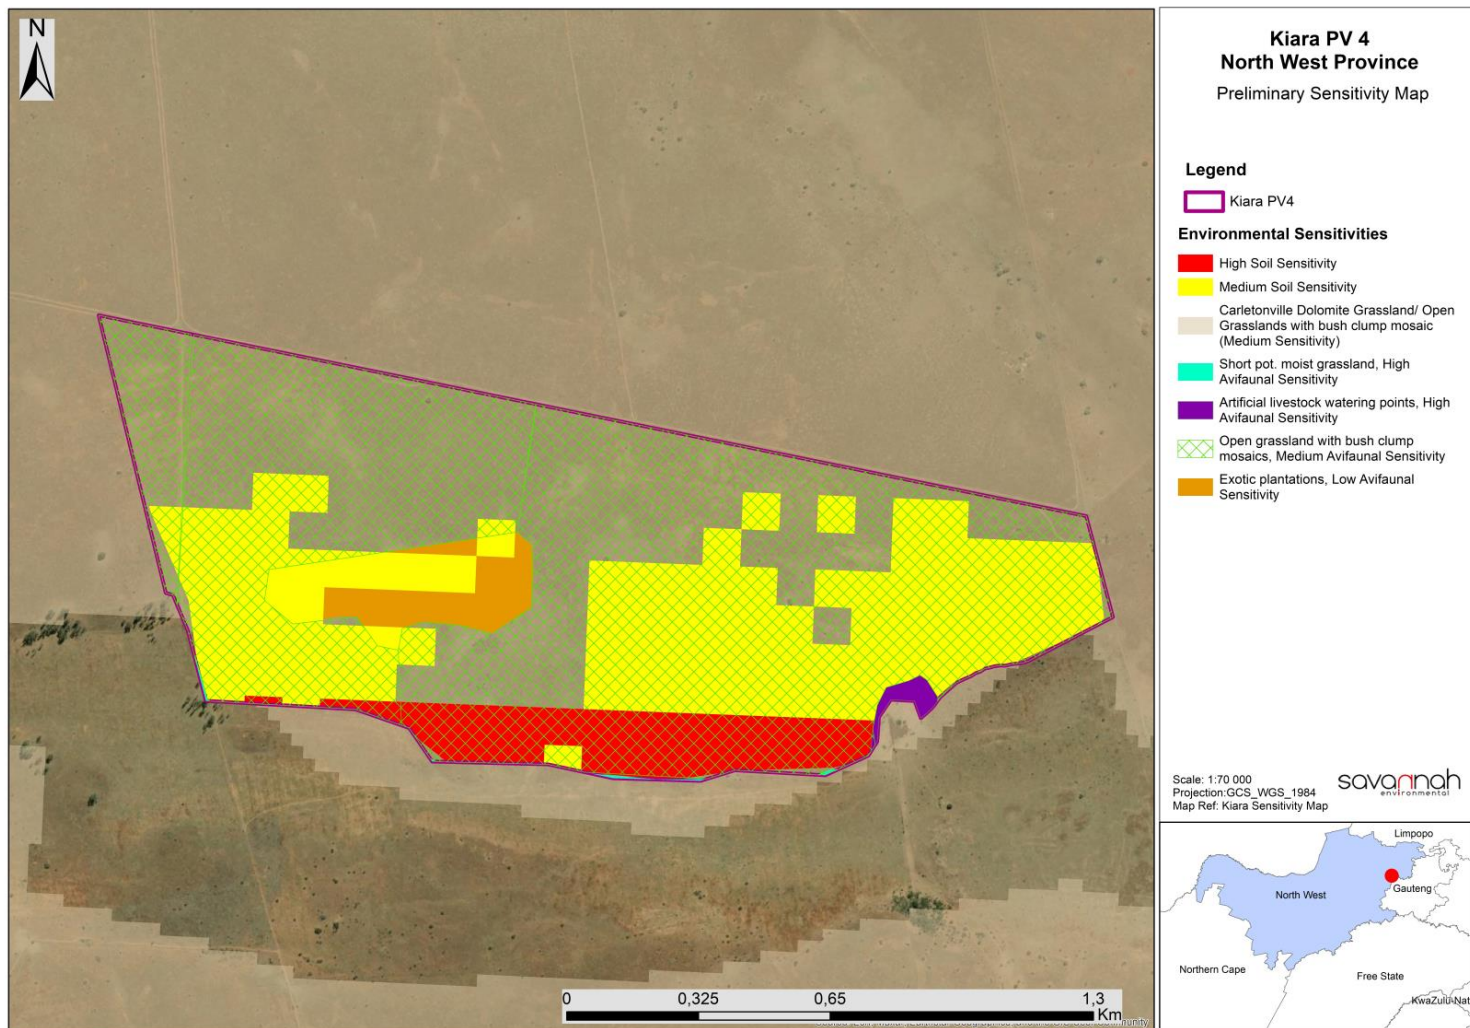 N
Kiara PV 4
North West Province
Preliminary Sensitivity Map
Legend
Kiara PV4
Environmental Sensitivities
High Soil Sensitivity
Medium Soil Sensitivity
Carletonville Dolomite Grassland/ Open
Grasslands with bush clump mosaic
(Medium Sensitivity)
Short pot. moist grassland, High
Avifaunal Sensitivity
Artificial livestock watering points, High
Avifaunal Sensitivity
Open grassland with bush clump
mosaics, Medium Avifaunal Sensitivity
Exotic plantations, Low Avifaunal
Sensitivity
Scale: 1:70 000
Projection:GCS_WGS_1984
Map Ref: Kiara Sensitivity Map
savannah
environmental
Limpopo
North West
Gauteng
Northern Cape
Free State
KwaZulu-Nat
0 0,325 0,65 1,3
Km